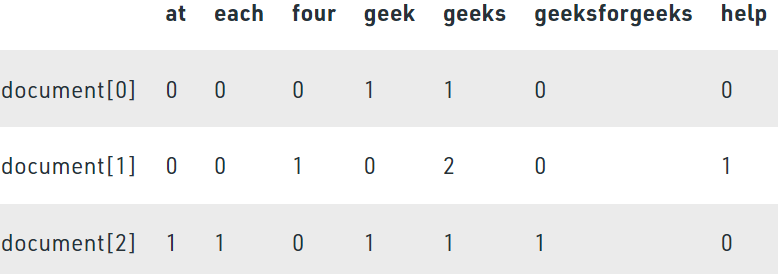 at each four geek geeks geeksforgeeks help
document[0] 0 0 0 1 1 0 0
document[1] 0 0 1 0 2 0 1
document[2] 1 1 0 1 1 1 0